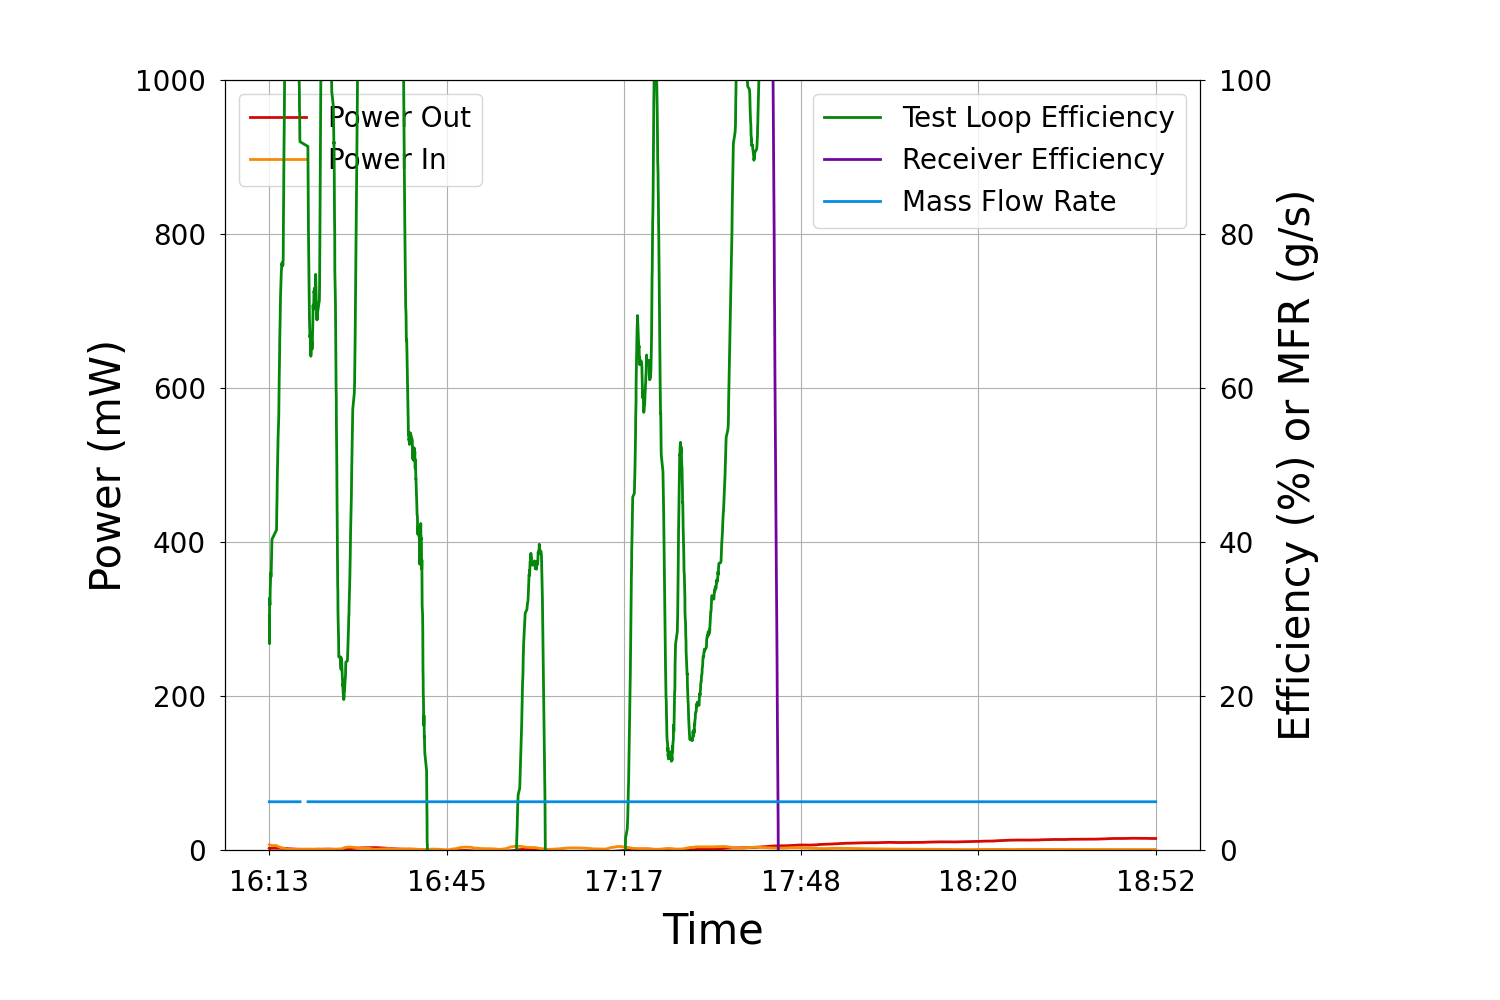 1000
800
600
400
200
0
Power (mW)
Power Out
Power In
Test Loop Efficiency
Receiver Efficiency
Mass Flow Rate
100
80
60
40
20
0
Efficiency (%) or MFR (g/s)
16:13 16:45 17:17 17:48 18:20 18:52
Time